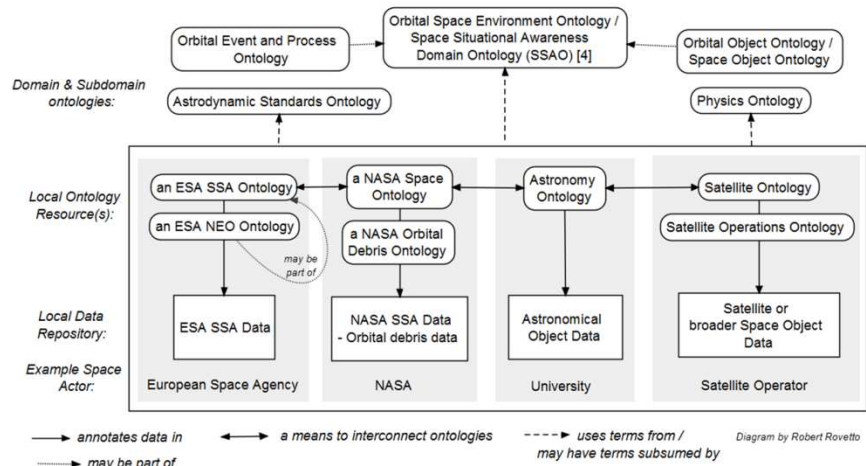 Orbital Space Environment Ontology /
Space Situational Awareness
Domain Ontology (SSAO) [4]
Orbital Event and Process
Ontology
Orbital Object Ontology /
Space Object Ontology
Domain & Subdomain
ontologies:
Astrodynamic Standards Ontology
Physics Ontology
Local Ontology
Resource(s):
an ESA SSA Ontology
an ESA NEO Ontology
may be
part of
a NASA Space
Ontology
a NASA Orbital
Debris Ontology
Astronomy
Ontology
Satellite Ontology
Satellite Operations Ontology
Local Data
Repository:
ESA SSA Data
NASA SSA Data
- Orbital debris data
Astronomical
Object Data
Satellite or
broader Space Object
Data
Example Space
Actor:
European Space Agency
NASA
University
Satellite Operator
annotates data in
a means to interconnect ontologies
uses terms from /
may have terms subsumed by
Diagram by Robert Rovetto
may be part of